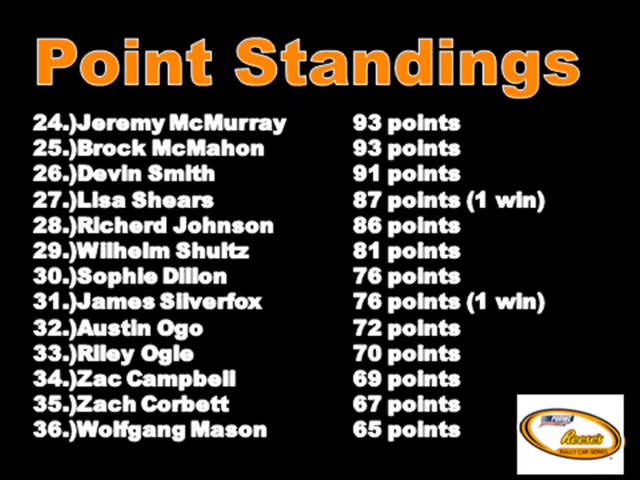 Point Standings
24.)Jeremy McMurray 93 points
25.)Brock McMahon 93 points
26.)Devin Smith 91 points
27.)Lisa Shears 87 points (1 win)
28.)Richerd Johnson 86 points
29.)Wilhelm Shultz 81 points
30.)Sophie Dillon 76 points
31.)James Silverfox 76 points (1 win)
32.)Austin Ogo 72 points
33.)Riley Ogle 70 points
34.)Zac Campbell 69 points
35.)Zach Corbett 67 points
36.)Wolfgang Mason 65 points
Reese's
RALLY CAR SERIES